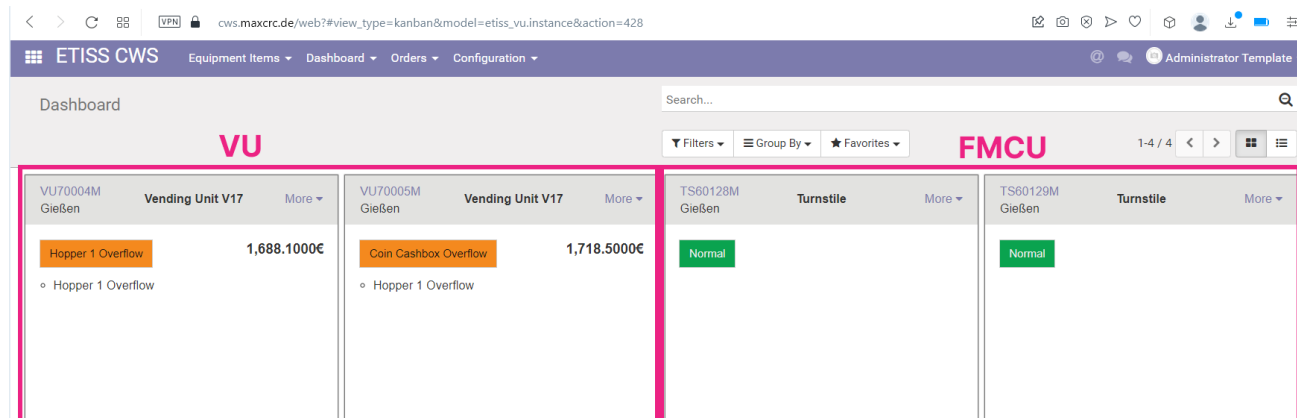 VPN cws.maxcrc.de/web?#view_type=kanban&model=etiss_vu.instance&action=428
ETISS CWS Equipment Items Dashboard Orders Configuration @ Administrator Template
Dashboard Search...
VU Filters Group By Favorites FMCU 1-4 / 4
VU70004M
Gießen
Vending Unit V17 More
Hopper 1 Overflow 1,688.1000€
Hopper 1 Overflow
VU70005M
Gießen
Vending Unit V17 More
Coin Cashbox Overflow 1,718.5000€
Hopper 1 Overflow
TS60128M
Gießen
Turnstile More
Normal
TS60129M
Gießen
Turnstile More
Normal